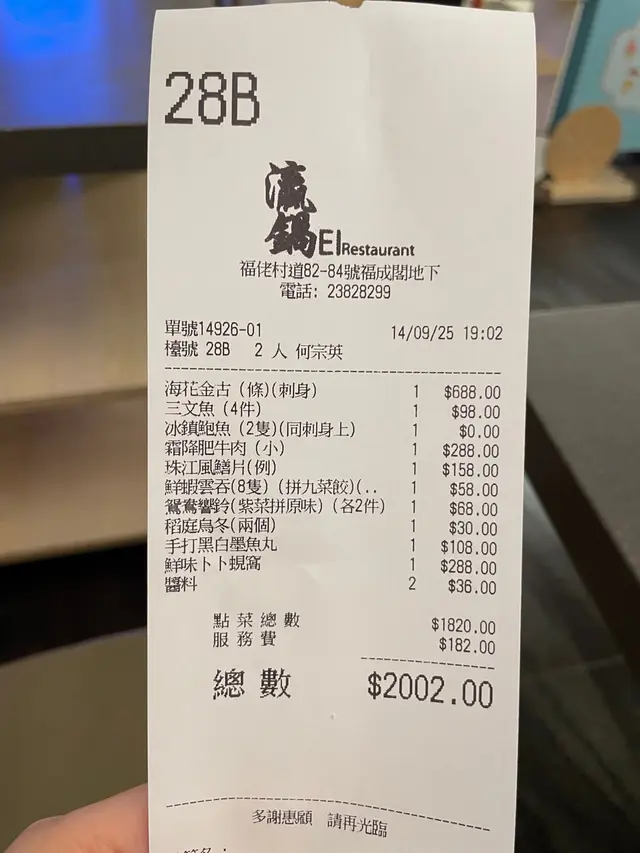 28B
瀛
鍋EI Restaurant
福佬村道82-84號福成閣地下
電話: 23828299
單號14926-01 14/09/25 19:02
檯號 28B 2 人 何宗英
海花金古 (條)(刺身) 1 $688.00
三文魚 (4件) 1 $98.00
冰鎮鮑魚 (2隻)(同刺身上) 1 $0.00
霜降肥牛肉 (小) 1 $288.00
珠江風鱔片(例) 1 $158.00
鮮蝦雲吞(8隻) (拼九菜餃)(.. 1 $58.00
鴛鴦響鈴(紫菜拼原味) (各2件) 1 $68.00
稻庭烏冬(兩個) 1 $30.00
手打黑白墨魚丸 1 $108.00
鮮味卜卜蜆窩 1 $288.00
醬料 2 $36.00
點菜總數 $1820.00
服務費 $182.00
總數 $2002.00
多謝惠顧 請再光臨